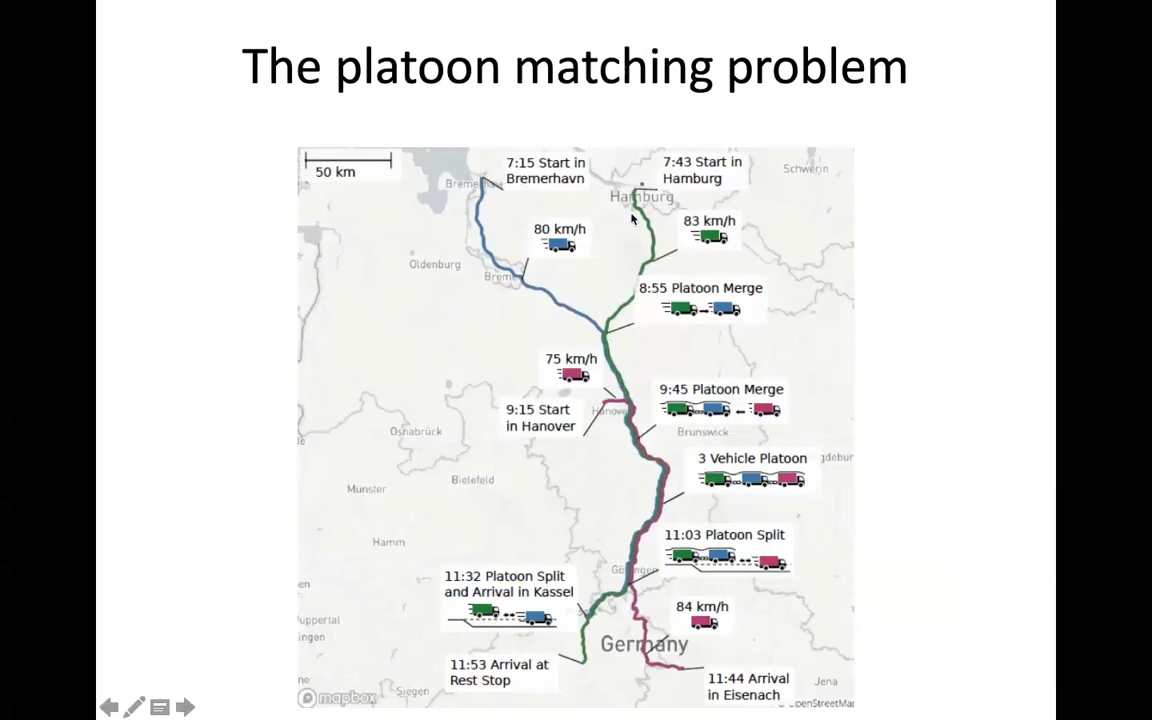 The platoon matching problem
50 km
7:15 Start in
Bremerhavn
7:43 Start in
Hamburg
Schwerin
Hamburg
80 km/h
83 km/h
Oldenburg
8:55 Platoon Merge
75 km/h
9:45 Platoon Merge
9:15 Start
in Hanover
Osnabrück
Brunswick
3 Vehicle Platoon
Bielefeld
Münster
11:03 Platoon Split
Hamm
11:32 Platoon Split
and Arrival in Kassel
84 km/h
Germany
11:53 Arrival at
Rest Stop
11:44 Arrival
in Eisenach
Jena
Siegen
mapbox